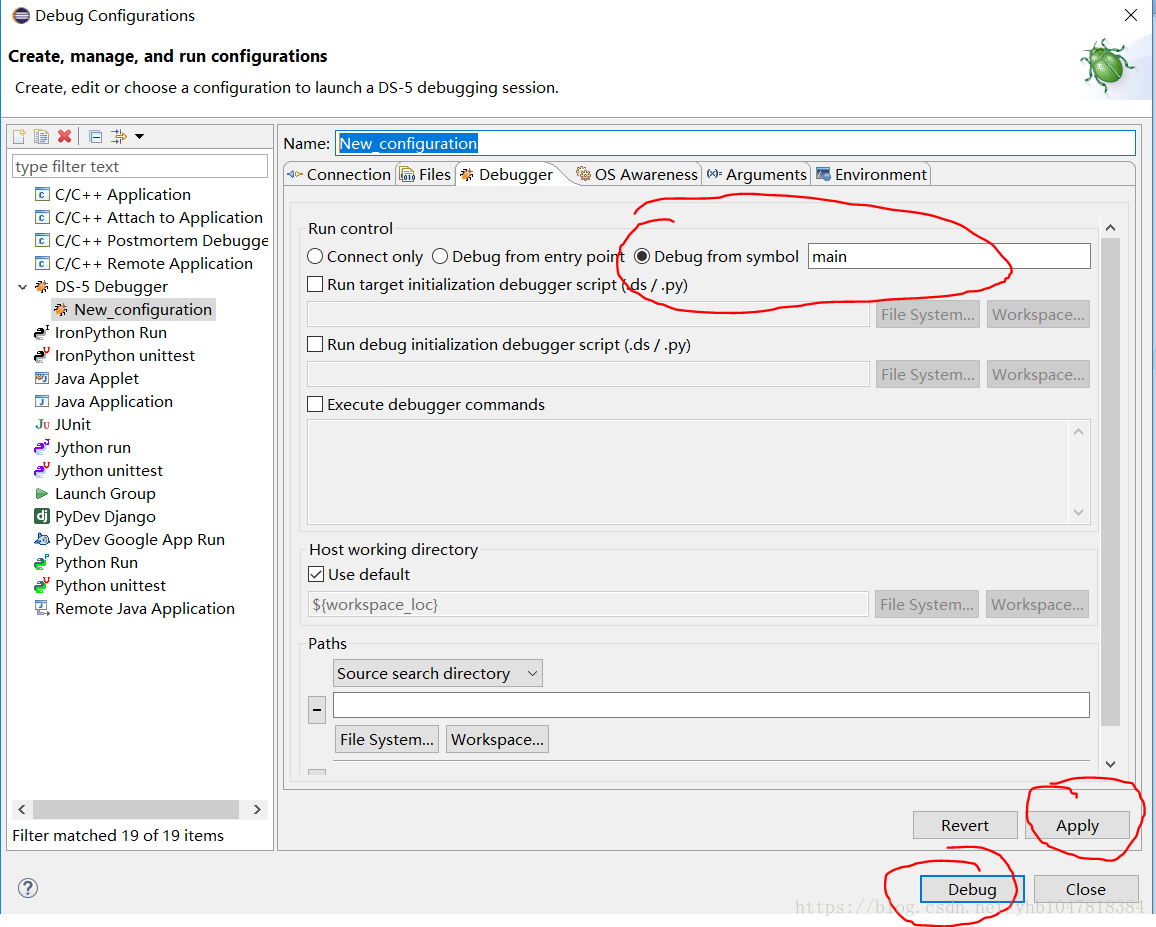 Debug Configurations
Create, manage, and run configurations
Create, edit or choose a configuration to launch a DS-5 debugging session.
type filter text
C/C++ Application
C/C++ Attach to Application
C/C++ Postmortem Debugge
C/C++ Remote Application
DS-5 Debugger
New_configuration
IronPython Run
IronPython unittest
Java Applet
Java Application
JUnit
Jython run
Jython unittest
Launch Group
PyDev Django
PyDev Google App Run
Python Run
Python unittest
Remote Java Application
Filter matched 19 of 19 items
Name: New_configuration
Connection Files Debugger OS Awareness Arguments Environment
Run control
Connect only Debug from entry point Debug from symbol main
Run target initialization debugger script (.ds / .py)
File System... Workspace...
Run debug initialization debugger script (.ds / .py)
File System... Workspace...
Execute debugger commands
Host working directory
Use default
${workspace_loc}
File System... Workspace...
Paths
Source search directory
File System... Workspace...
Revert Apply
Debug Close
https://blog.csdn.net/yhb1047818384